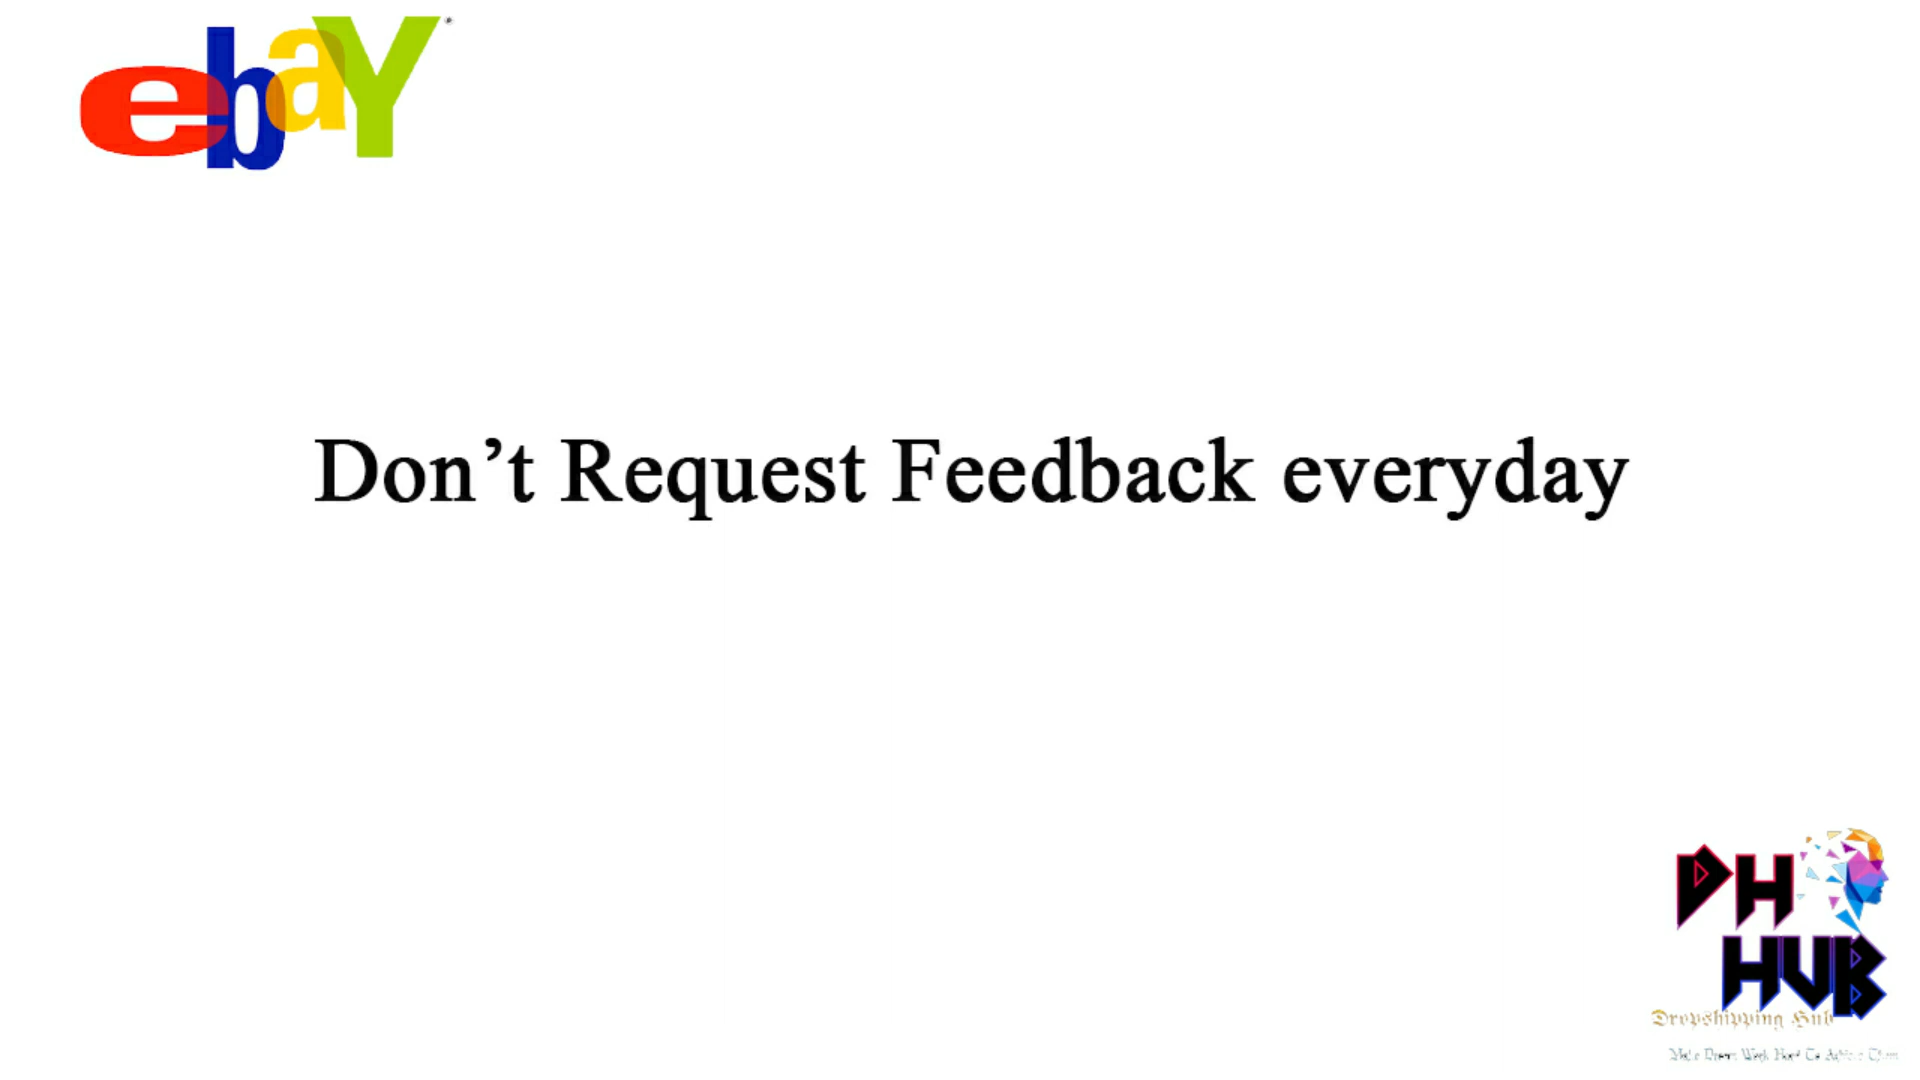 ebaY
Don’t Request Feedback everyday
DH
HUB
Dropshipping Hub